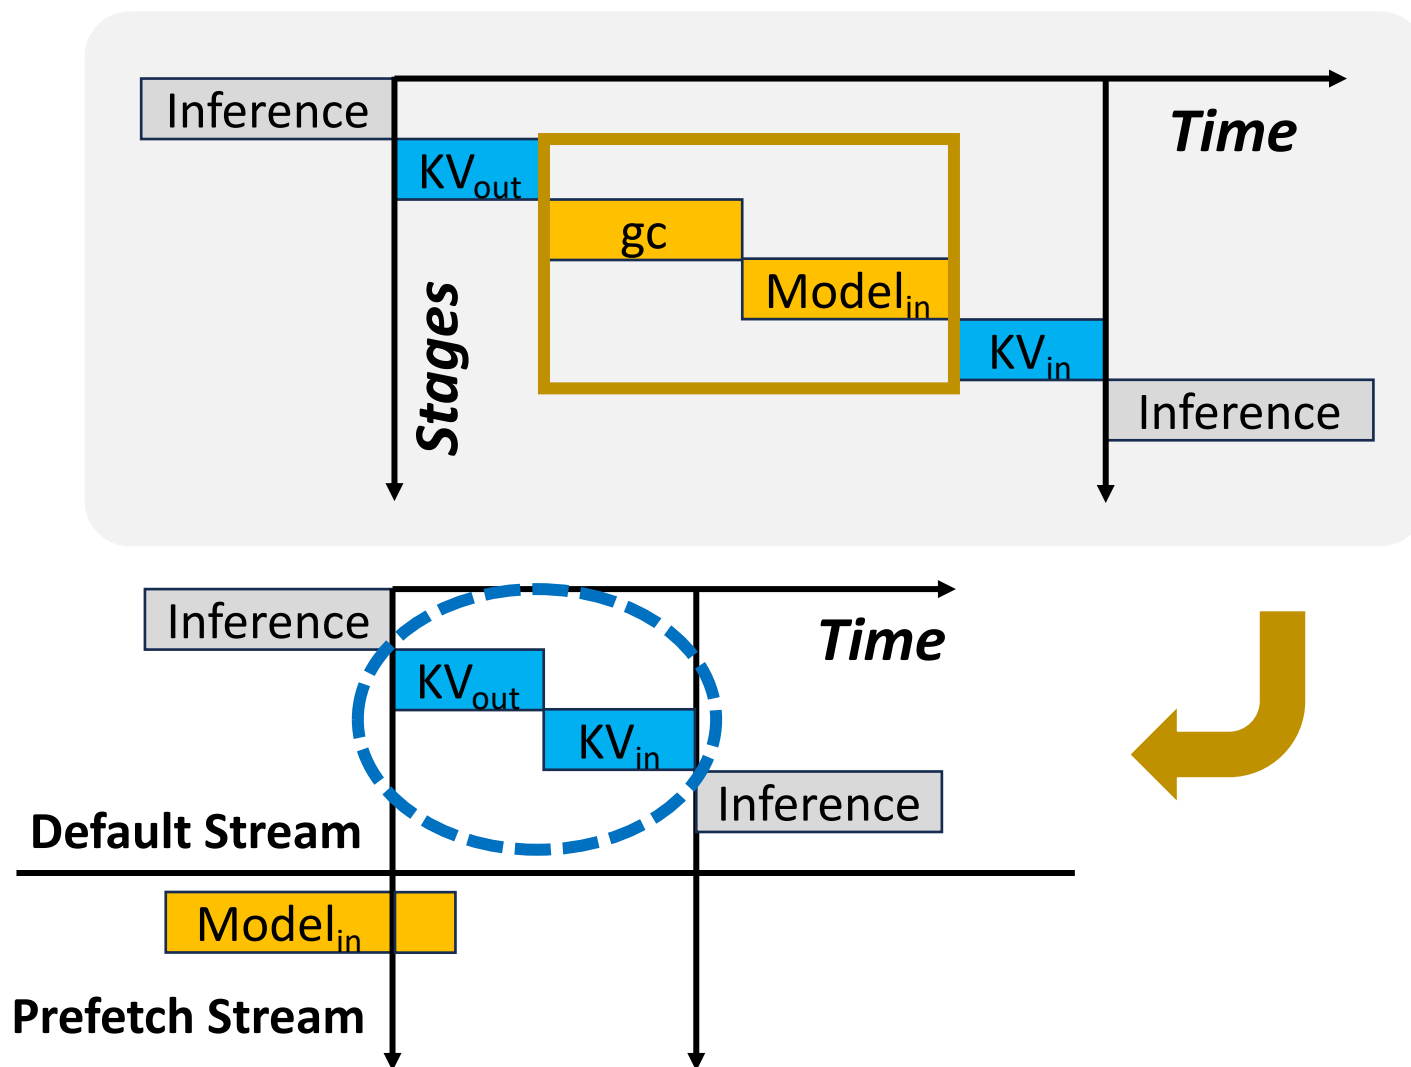 Inference
Time
KVout
gc
Stages
Modelin
KVin
Inference
Inference
Time
KVout
KVin
Inference
Default Stream
Modelin
Prefetch Stream